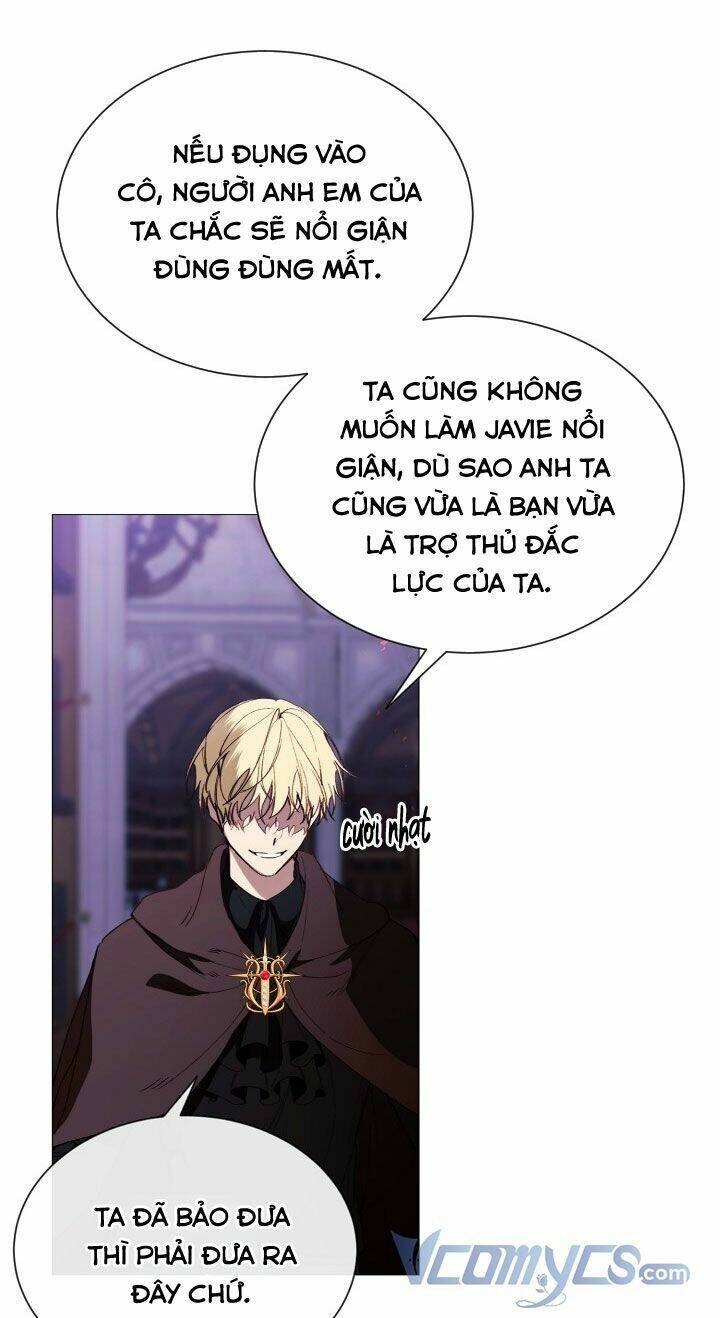 NẾU ĐỤNG VÀO
CÔ, NGƯỜI ANH EM CỦA
TA CHẮC SẼ NỔI GIẬN
ĐÙNG ĐÙNG MẤT.
TA CŨNG KHÔNG
MUỐN LÀM JAVIE NỔI
GIẬN, DÙ SAO ANH TA
CŨNG VỪA LÀ BẠN VỪA
LÀ TRỢ THỦ ĐẮC
LỰC CỦA TA.
cười nhạt
TA ĐÃ BẢO ĐƯA
THÌ PHẢI ĐƯA RA
ĐÂY CHỨ.
VCOMYCS.com